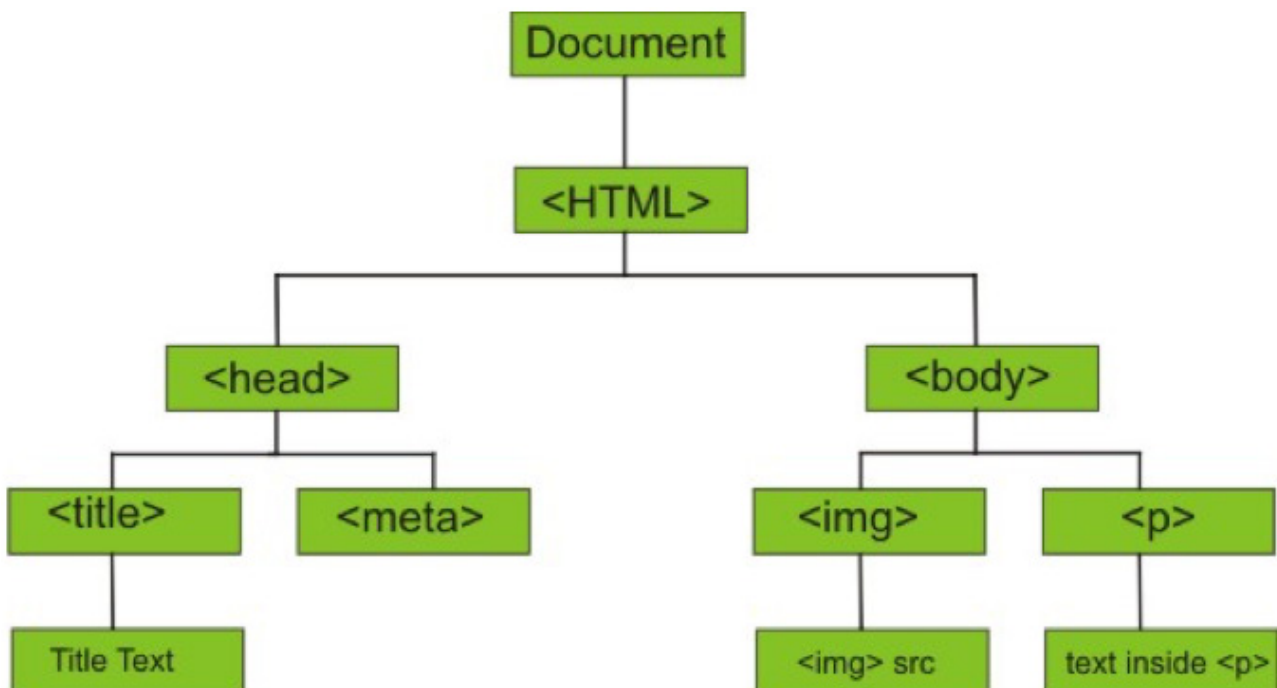 Document
<HTML>
<head>
<body>
<title>
<meta>
<img>
<p>
Title Text
<img> src
text inside <p>